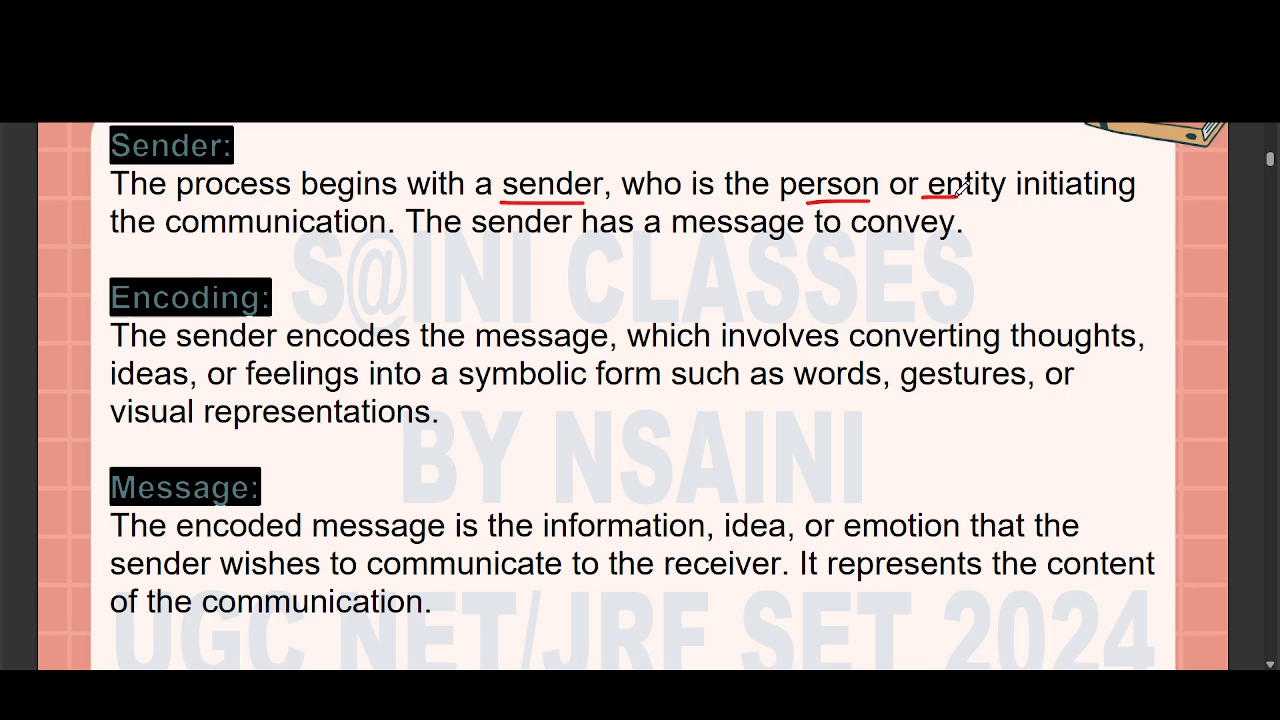 Sender:
The process begins with a sender, who is the person or entity initiating
the communication. The sender has a message to convey.
S@INI CLASSES
Encoding:
The sender encodes the message, which involves converting thoughts,
ideas, or feelings into a symbolic form such as words, gestures, or
visual representations.
BY NSAINI
Message:
The encoded message is the information, idea, or emotion that the
sender wishes to communicate to the receiver. It represents the content
of the communication.
UGC NET/JRF SET 2024